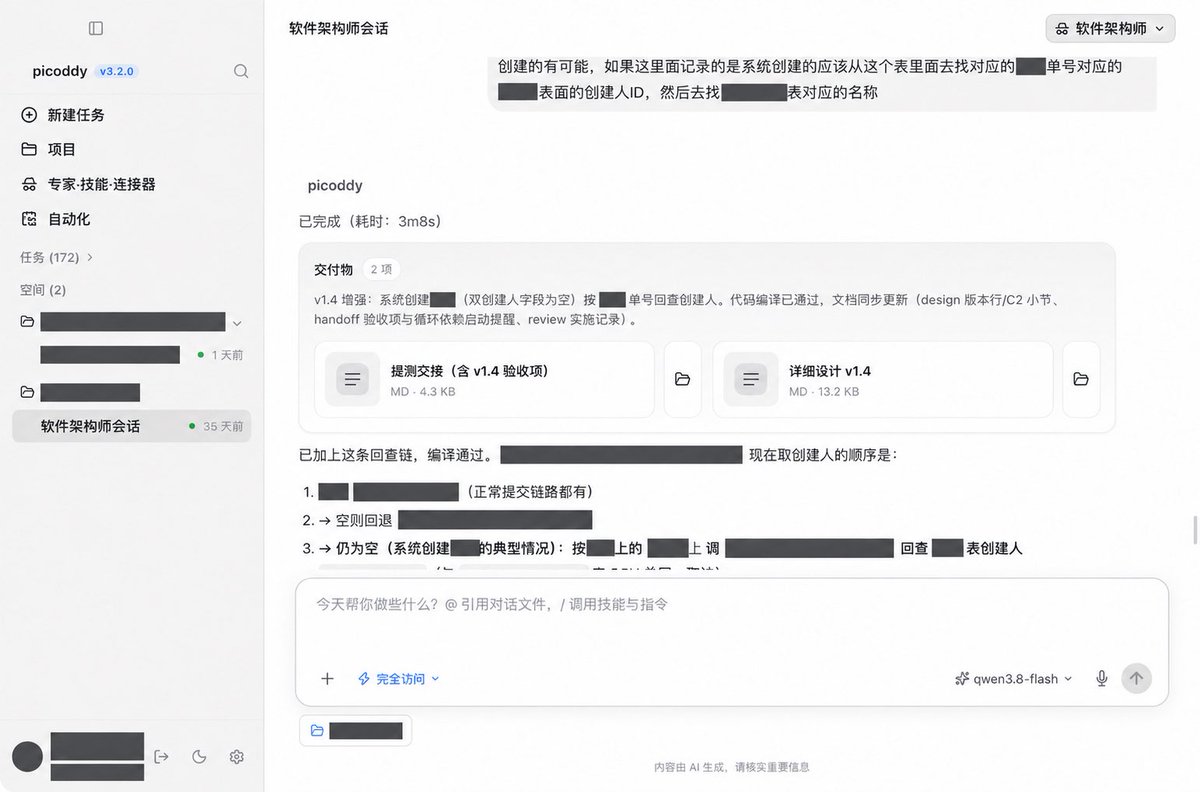 软件架构师会话
软件架构师
picoddy v3.2.0
新建任务
项目
专家·技能·连接器
自动化
任务 (172)
空间 (2)
1 天前
软件架构师会话
35 天前
创建的有可能，如果这里面记录的是系统创建的应该从这个表里面去找对应的 单号对应的
表面的创建人ID，然后去找 表对应的名称
picoddy
已完成（耗时：3m8s）
交付物 2 项
v1.4 增强：系统创建 （双创建人字段为空）按 单号回查创建人。代码编译已通过，文档同步更新（design 版本行/C2 小节、
handoff 验收项与循环依赖启动提醒、review 实施记录）。
提测交接（含 v1.4 验收项）
MD · 4.3 KB
详细设计 v1.4
MD · 13.2 KB
已加上这条回查链，编译通过。 现在取创建人的顺序是：
1. （正常提交链路都有）
2. → 空则回退
3. → 仍为空（系统创建 的典型情况）：按 上的 上 调 回查 表创建人
今天帮你做些什么？@ 引用对话文件，/ 调用技能与指令
完全访问
qwen3.8-flash
内容由 AI 生成，请核实重要信息